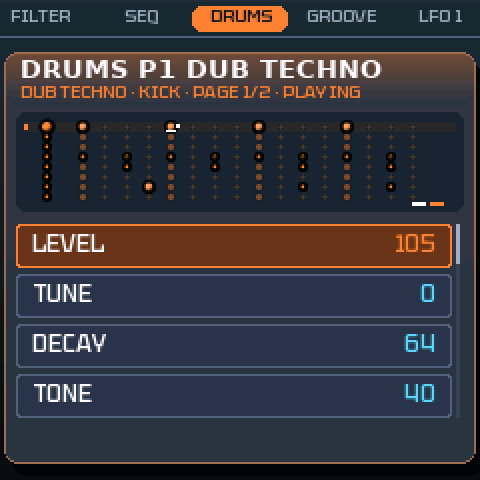 FILTER SEQ DRUMS GROOVE LFO 1
DRUMS P1 DUB TECHNO
DUB TECHNO · KICK · PAGE 1/2 · PLAYING
LEVEL 105
TUNE 0
DECAY 64
TONE 40